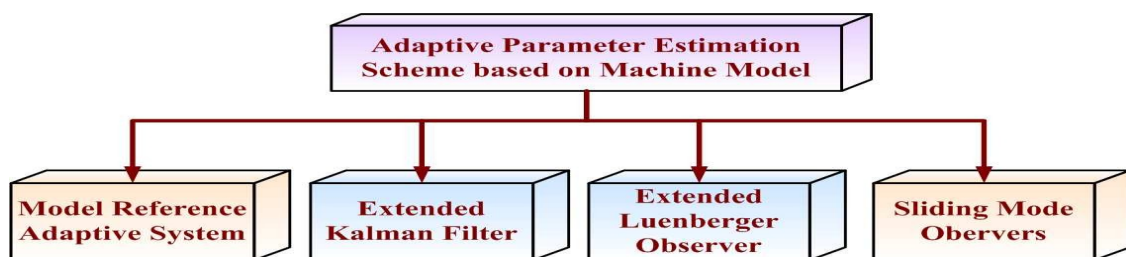 Adaptive Parameter Estimation
Scheme based on Machine Model
Model Reference
Adaptive System
Extended
Kalman Filter
Extended
Luenberger
Observer
Sliding Mode
Obervers